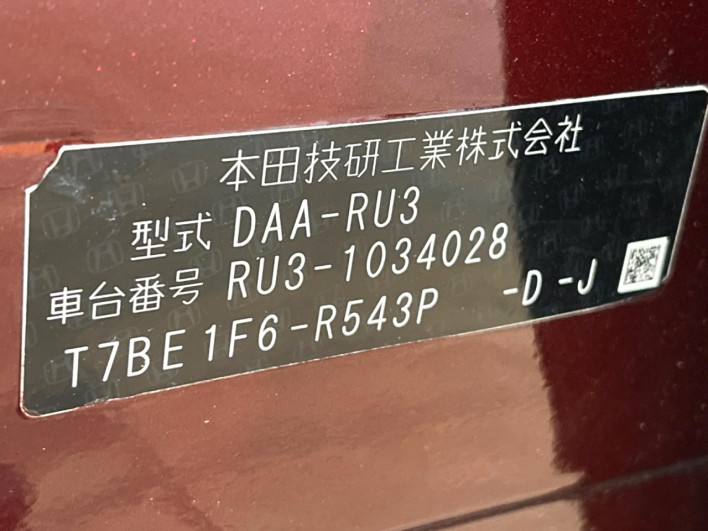 本田技研工業株式会社
型式 DAA-RU3
車台番号 RU3-1034028
T7BE1F6-R543P -D-J